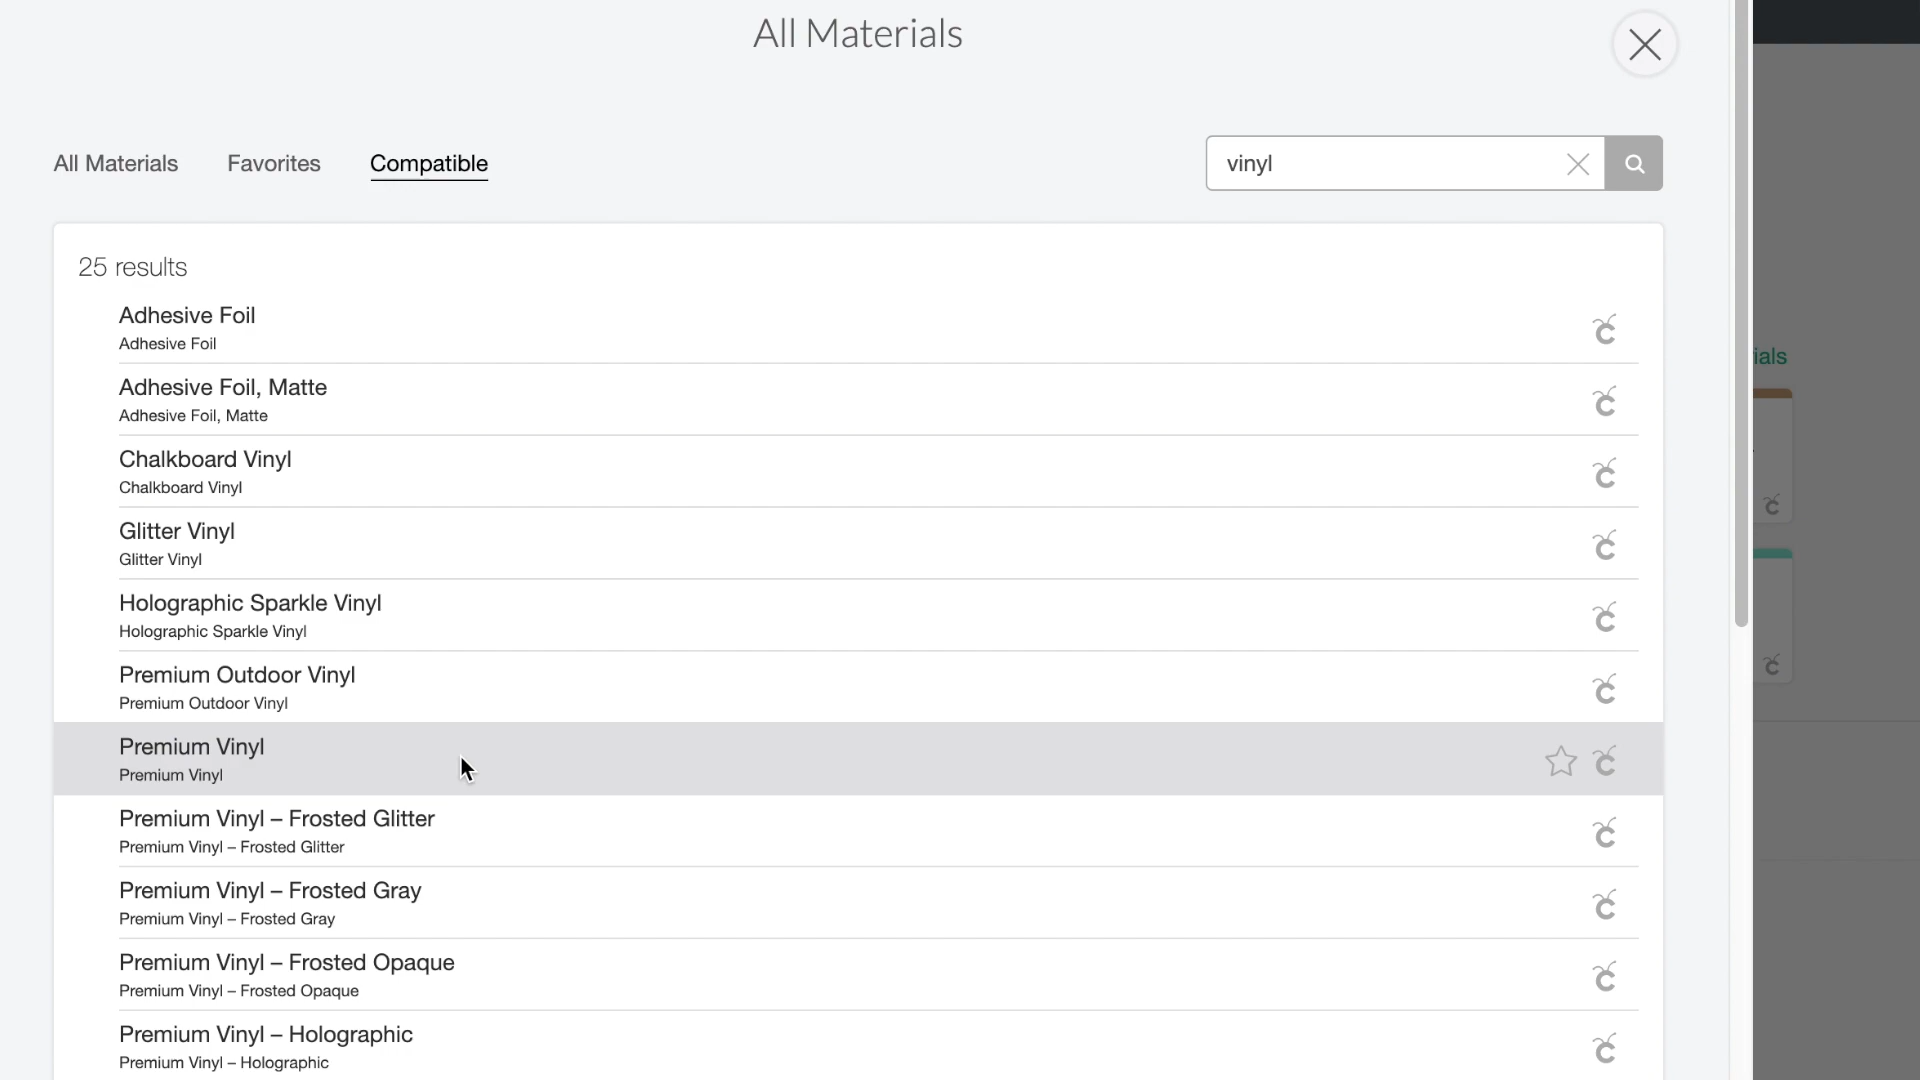 All Materials
All Materials
Favorites
Compatible
vinyl
25 results
Adhesive Foil
Adhesive Foil
Adhesive Foil, Matte
Adhesive Foil, Matte
Chalkboard Vinyl
Chalkboard Vinyl
Glitter Vinyl
Glitter Vinyl
Holographic Sparkle Vinyl
Holographic Sparkle Vinyl
Premium Outdoor Vinyl
Premium Outdoor Vinyl
Premium Vinyl
Premium Vinyl
Premium Vinyl – Frosted Glitter
Premium Vinyl – Frosted Glitter
Premium Vinyl – Frosted Gray
Premium Vinyl – Frosted Gray
Premium Vinyl – Frosted Opaque
Premium Vinyl – Frosted Opaque
Premium Vinyl – Holographic
Premium Vinyl – Holographic